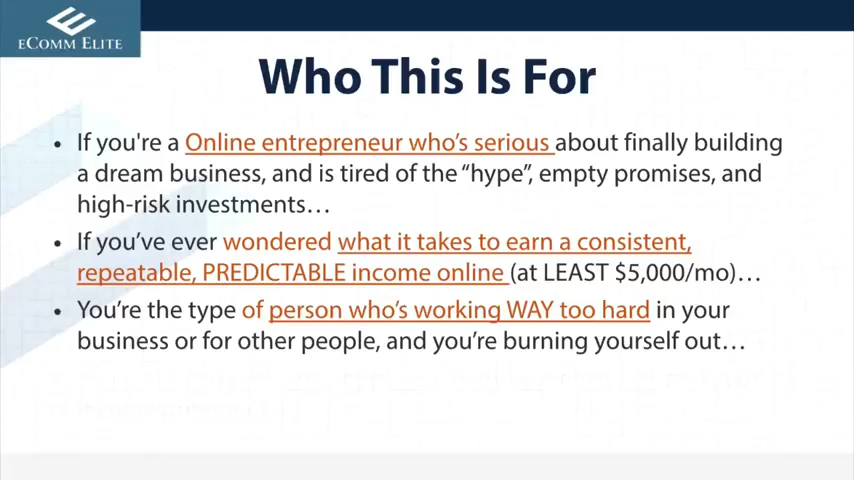 eComm Elite
Who This Is For
• If you're a Online entrepreneur who’s serious about finally building
a dream business, and is tired of the “hype”, empty promises, and
high-risk investments…
• If you’ve ever wondered what it takes to earn a consistent,
repeatable, PREDICTABLE income online (at LEAST $5,000/mo)…
• You’re the type of person who’s working WAY too hard in your
business or for other people, and you’re burning yourself out…